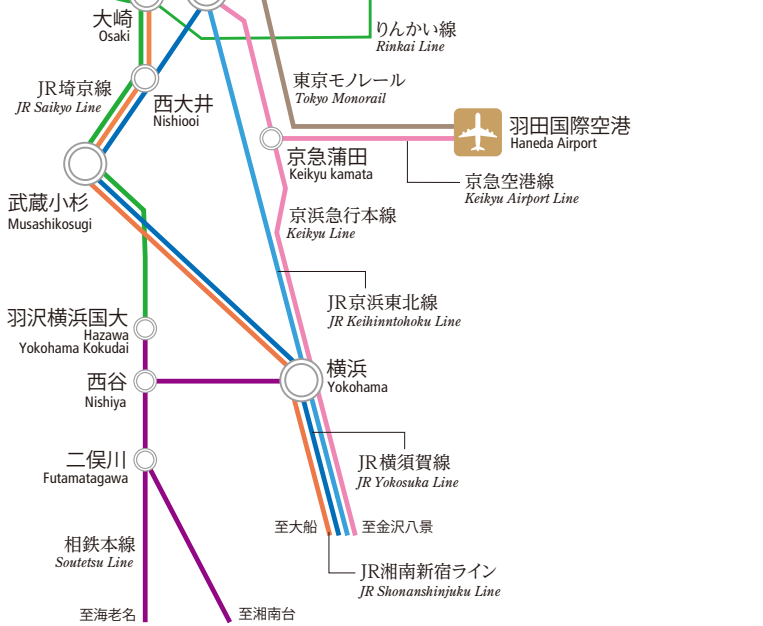 大崎
Osaki
りんかい線
Rinkai Line
JR埼京線
JR Saikyo Line
西大井
Nishiooi
東京モノレール
Tokyo Monorail
羽田国際空港
Haneda Airport
京急蒲田
Keikyu kamata
京急空港線
Keikyu Airport Line
武蔵小杉
Musashikosugi
京浜急行本線
Keikyu Line
JR京浜東北線
JR Keihinntohoku Line
羽沢横浜国大
Hazawa
Yokohama Kokudai
横浜
Yokohama
西谷
Nishiya
二俣川
Futamatagawa
JR横須賀線
JR Yokosuka Line
至大船
至金沢八景
相鉄本線
Soutetsu Line
JR湘南新宿ライン
JR Shonanshinjuku Line
至海老名
至湘南台